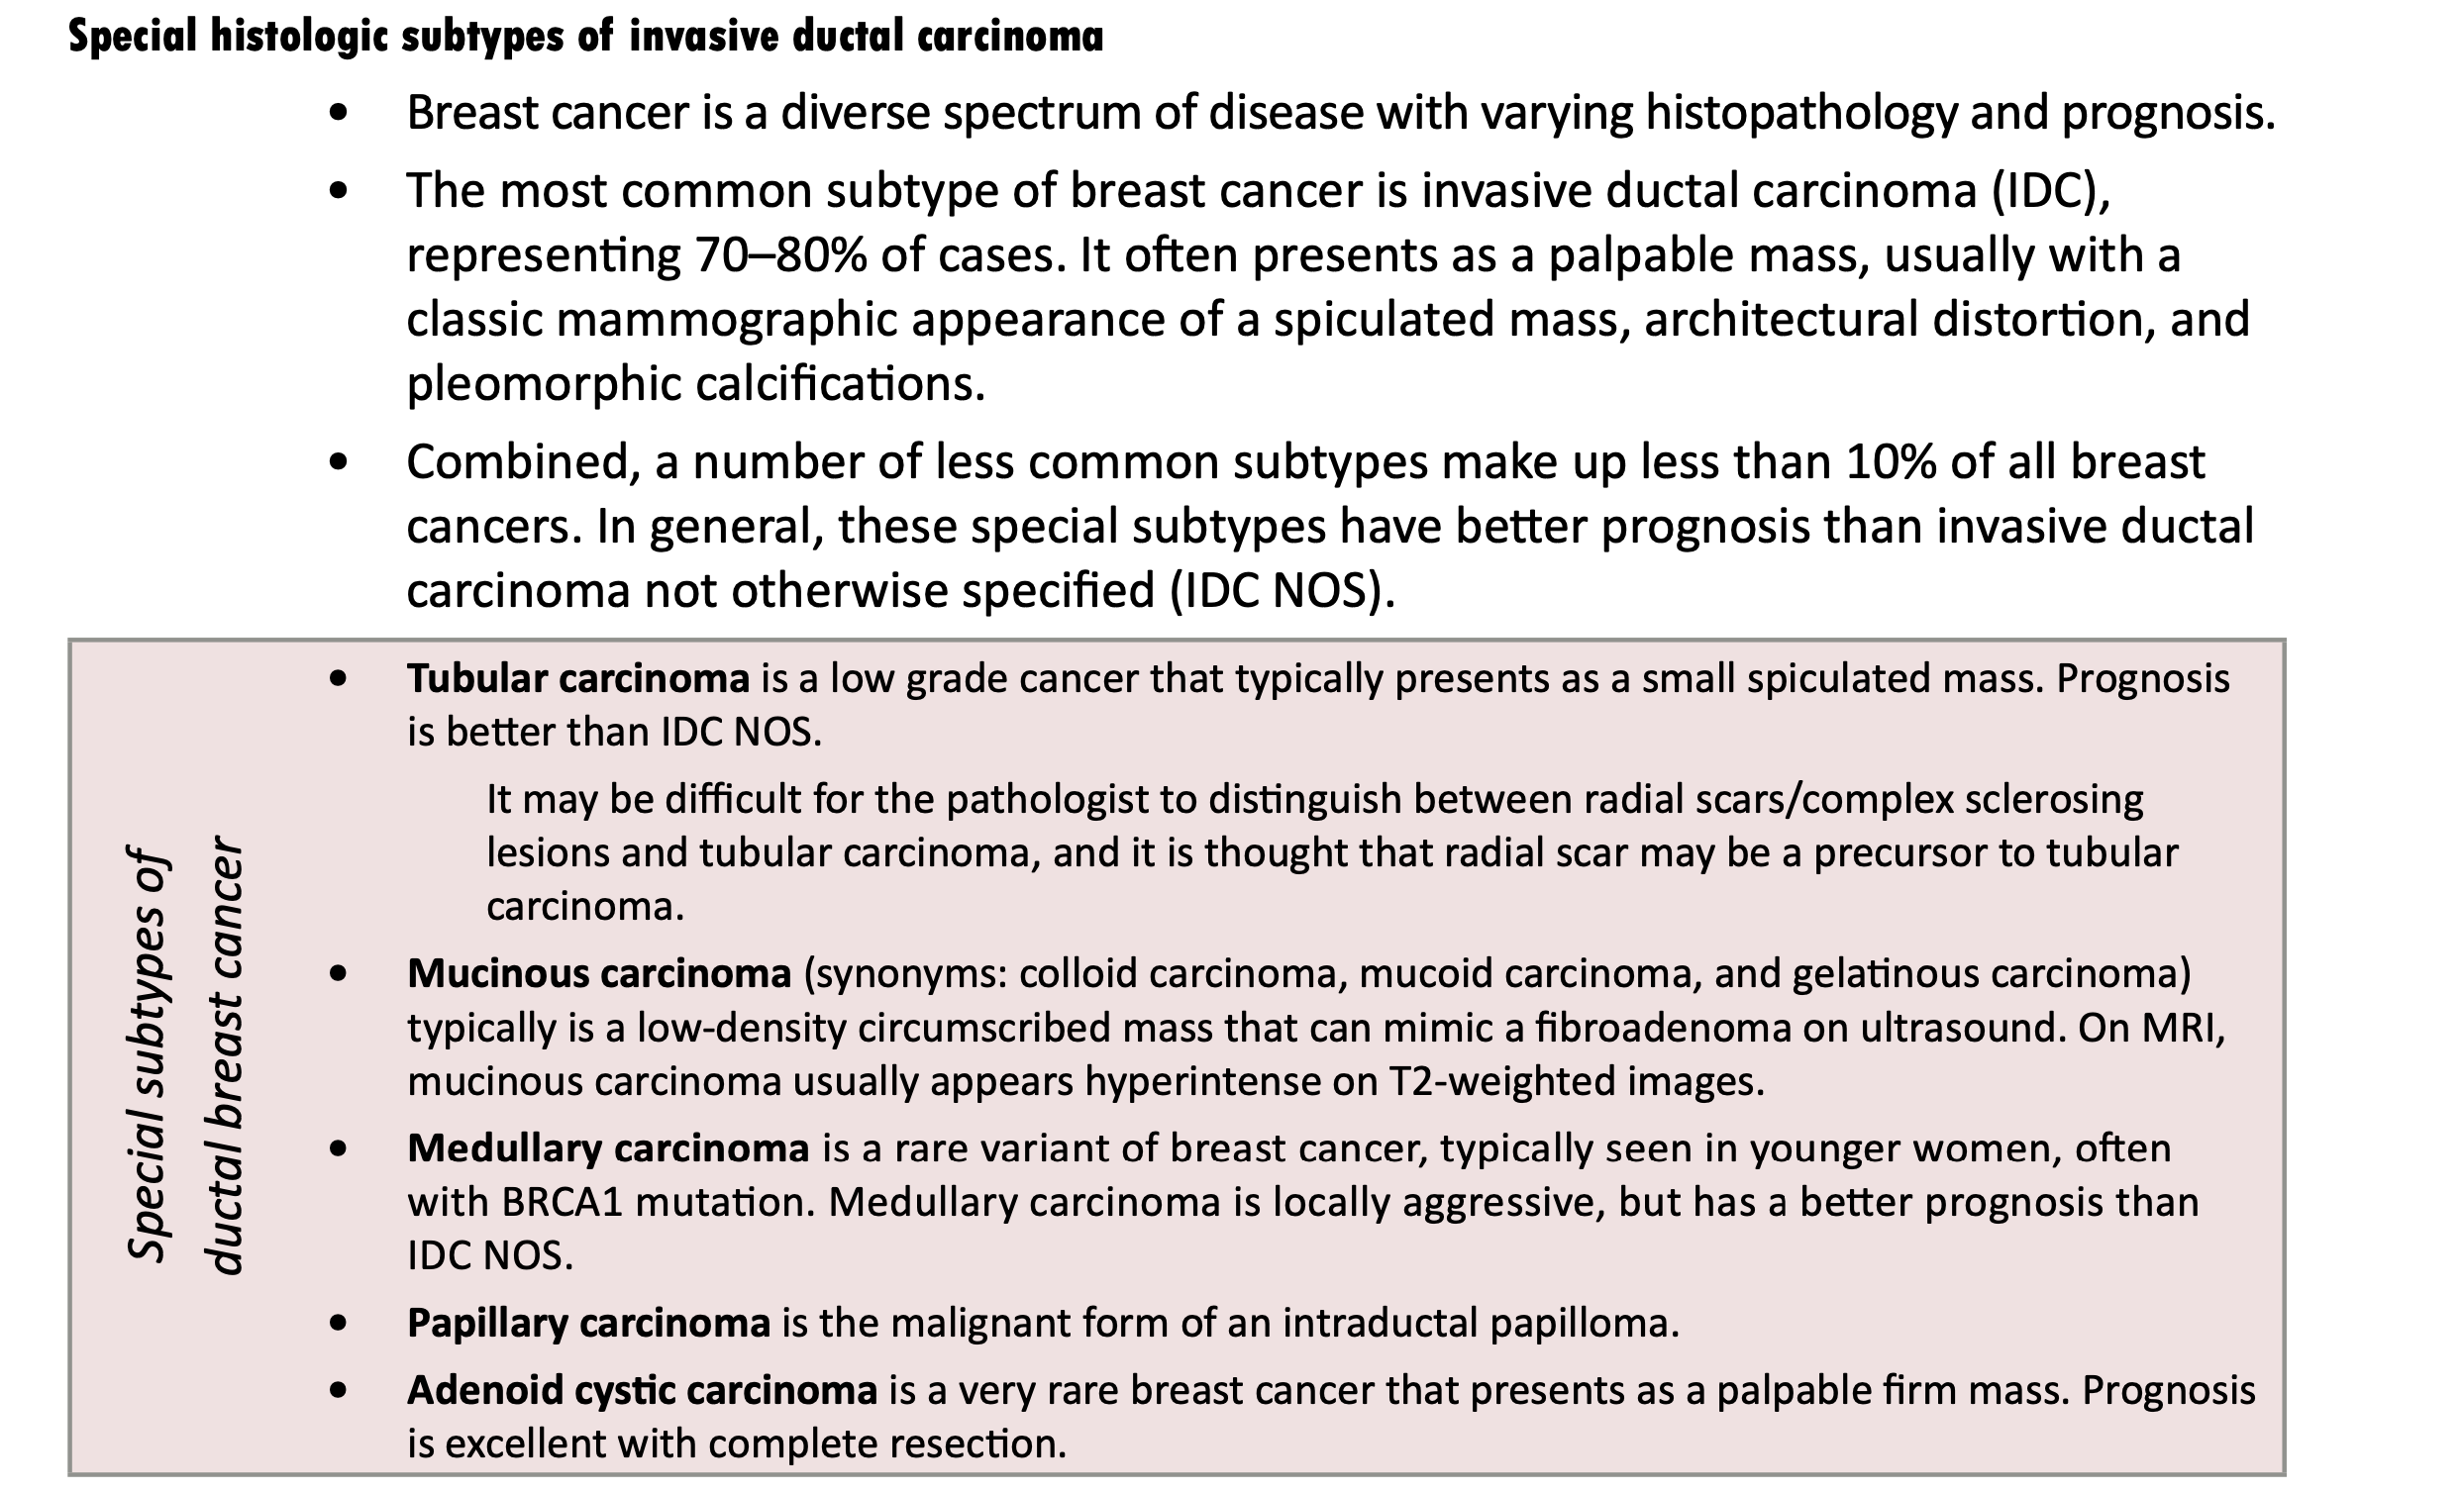 Special histologic subtypes of invasive ductal carcinoma
• Breast cancer is a diverse spectrum of disease with varying histopathology and prognosis.
• The most common subtype of breast cancer is invasive ductal carcinoma (IDC),
representing 70–80% of cases. It often presents as a palpable mass, usually with a
classic mammographic appearance of a spiculated mass, architectural distortion, and
pleomorphic calcifications.
• Combined, a number of less common subtypes make up less than 10% of all breast
cancers. In general, these special subtypes have better prognosis than invasive ductal
carcinoma not otherwise specified (IDC NOS).
Special subtypes of
ductal breast cancer
• Tubular carcinoma is a low grade cancer that typically presents as a small spiculated mass. Prognosis
is better than IDC NOS.
It may be difficult for the pathologist to distinguish between radial scars/complex sclerosing
lesions and tubular carcinoma, and it is thought that radial scar may be a precursor to tubular
carcinoma.
• Mucinous carcinoma (synonyms: colloid carcinoma, mucoid carcinoma, and gelatinous carcinoma)
typically is a low-density circumscribed mass that can mimic a fibroadenoma on ultrasound. On MRI,
mucinous carcinoma usually appears hyperintense on T2-weighted images.
• Medullary carcinoma is a rare variant of breast cancer, typically seen in younger women, often
with BRCA1 mutation. Medullary carcinoma is locally aggressive, but has a better prognosis than
IDC NOS.
• Papillary carcinoma is the malignant form of an intraductal papilloma.
• Adenoid cystic carcinoma is a very rare breast cancer that presents as a palpable firm mass. Prognosis
is excellent with complete resection.